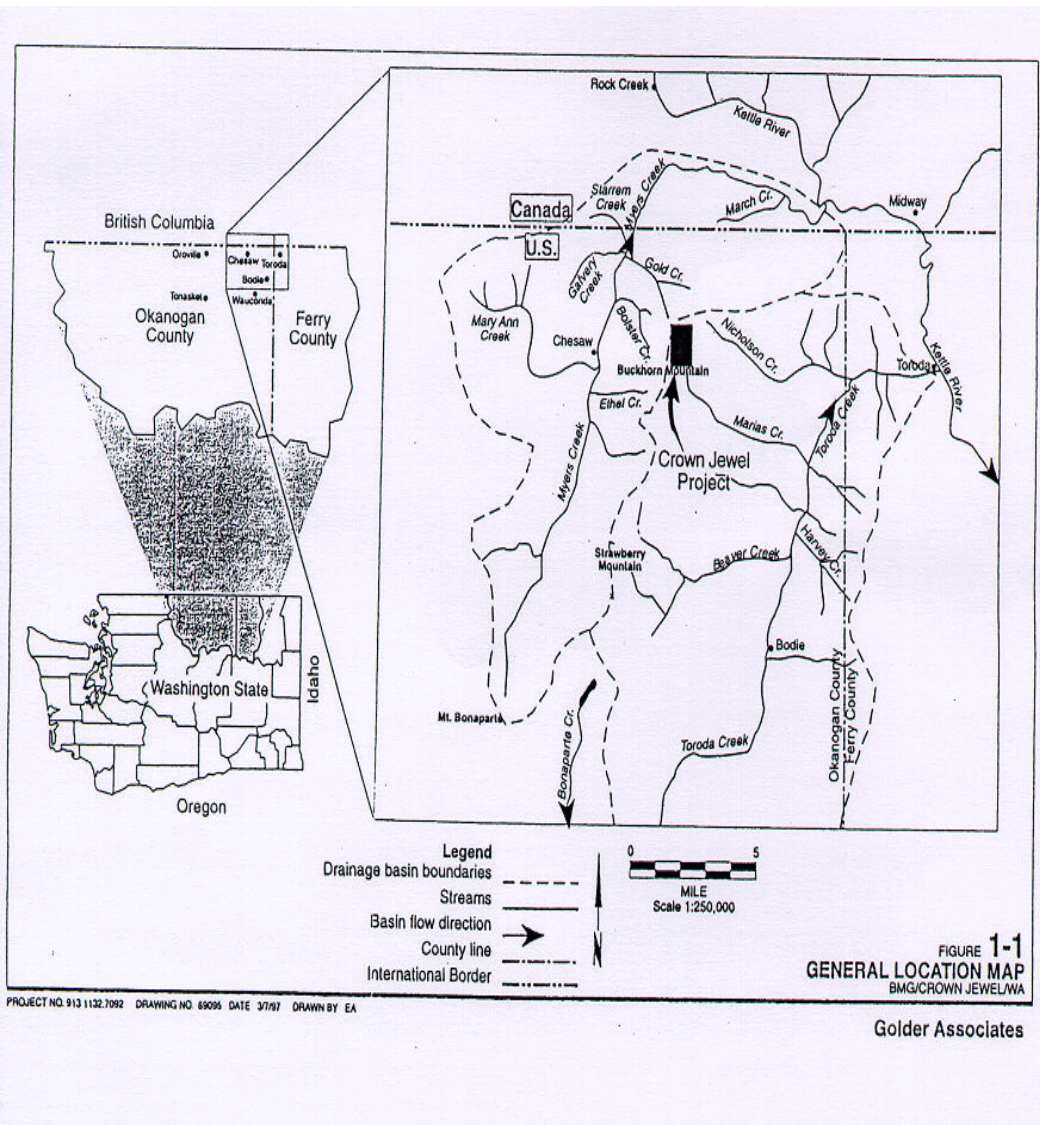 Rock Creek
Kettle River
Starrem
Creek
Myers Creek
March Cr.
Midway
Canada
U.S.
British Columbia
Oroville
Chesaw
Toroda
Bodie
Tonasket
Wauconda
Okanogan
County
Ferry
County
Galvery
Creek
Gold Cr.
Mary Ann
Creek
Chesaw
Bolster Cr.
Nicholson Cr.
Buckhorn Mountain
Toroda
Kettle River
Ethel Cr.
Marias Cr.
Toroda Creek
Myers Creek
Crown Jewel
Project
Strawberry
Mountain
Beaver Creek
Harvey Cr.
Bodie
Okanogan County
Ferry County
Mt. Bonaparte
Bonaparte Cr.
Toroda Creek
Washington State
Idaho
Oregon
Legend
Drainage basin boundaries
Streams
Basin flow direction
County line
International Border
N
0 5
MILE
Scale 1:250,000
FIGURE 1-1
GENERAL LOCATION MAP
BMG/CROWN JEWEL/WA
PROJECT NO. 913 1132.7092 DRAWING NO. 69095 DATE 3/7/97 DRAWN BY EA
Golder Associates